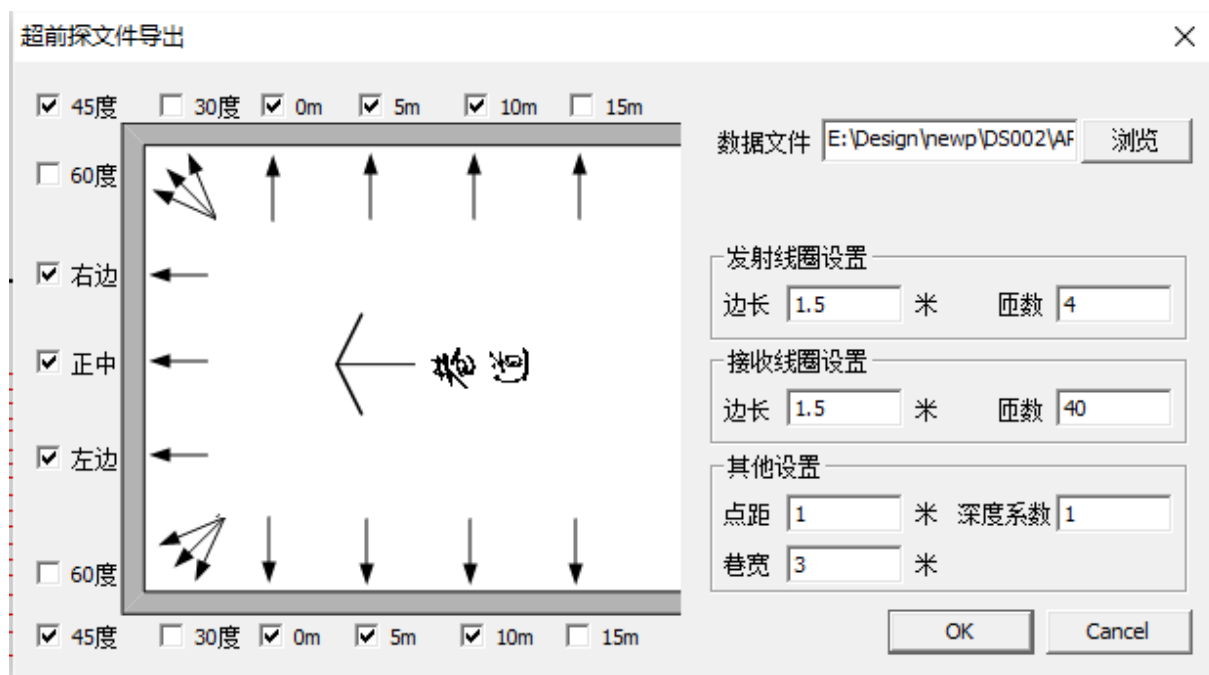 超前探文件导出
45度 30度 0m 5m 10m 15m
数据文件 E:\Design\newp\DS002\AF 浏览
60度
发射线圈设置
右边
边长 1.5 米 匝数 4
正中 巷道
接收线圈设置
边长 1.5 米 匝数 40
左边
其他设置
点距 1 米 深度系数 1
60度
巷宽 3 米
45度 30度 0m 5m 10m 15m
OK Cancel